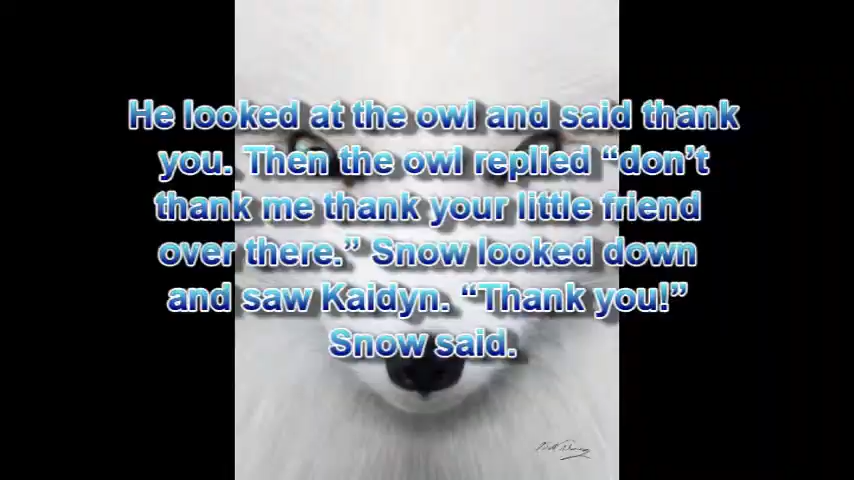 He looked at the owl and said thank
you. Then the owl replied “don’t
thank me thank your little friend
over there.” Snow looked down
and saw Kaidyn. “Thank you!”
Snow said.